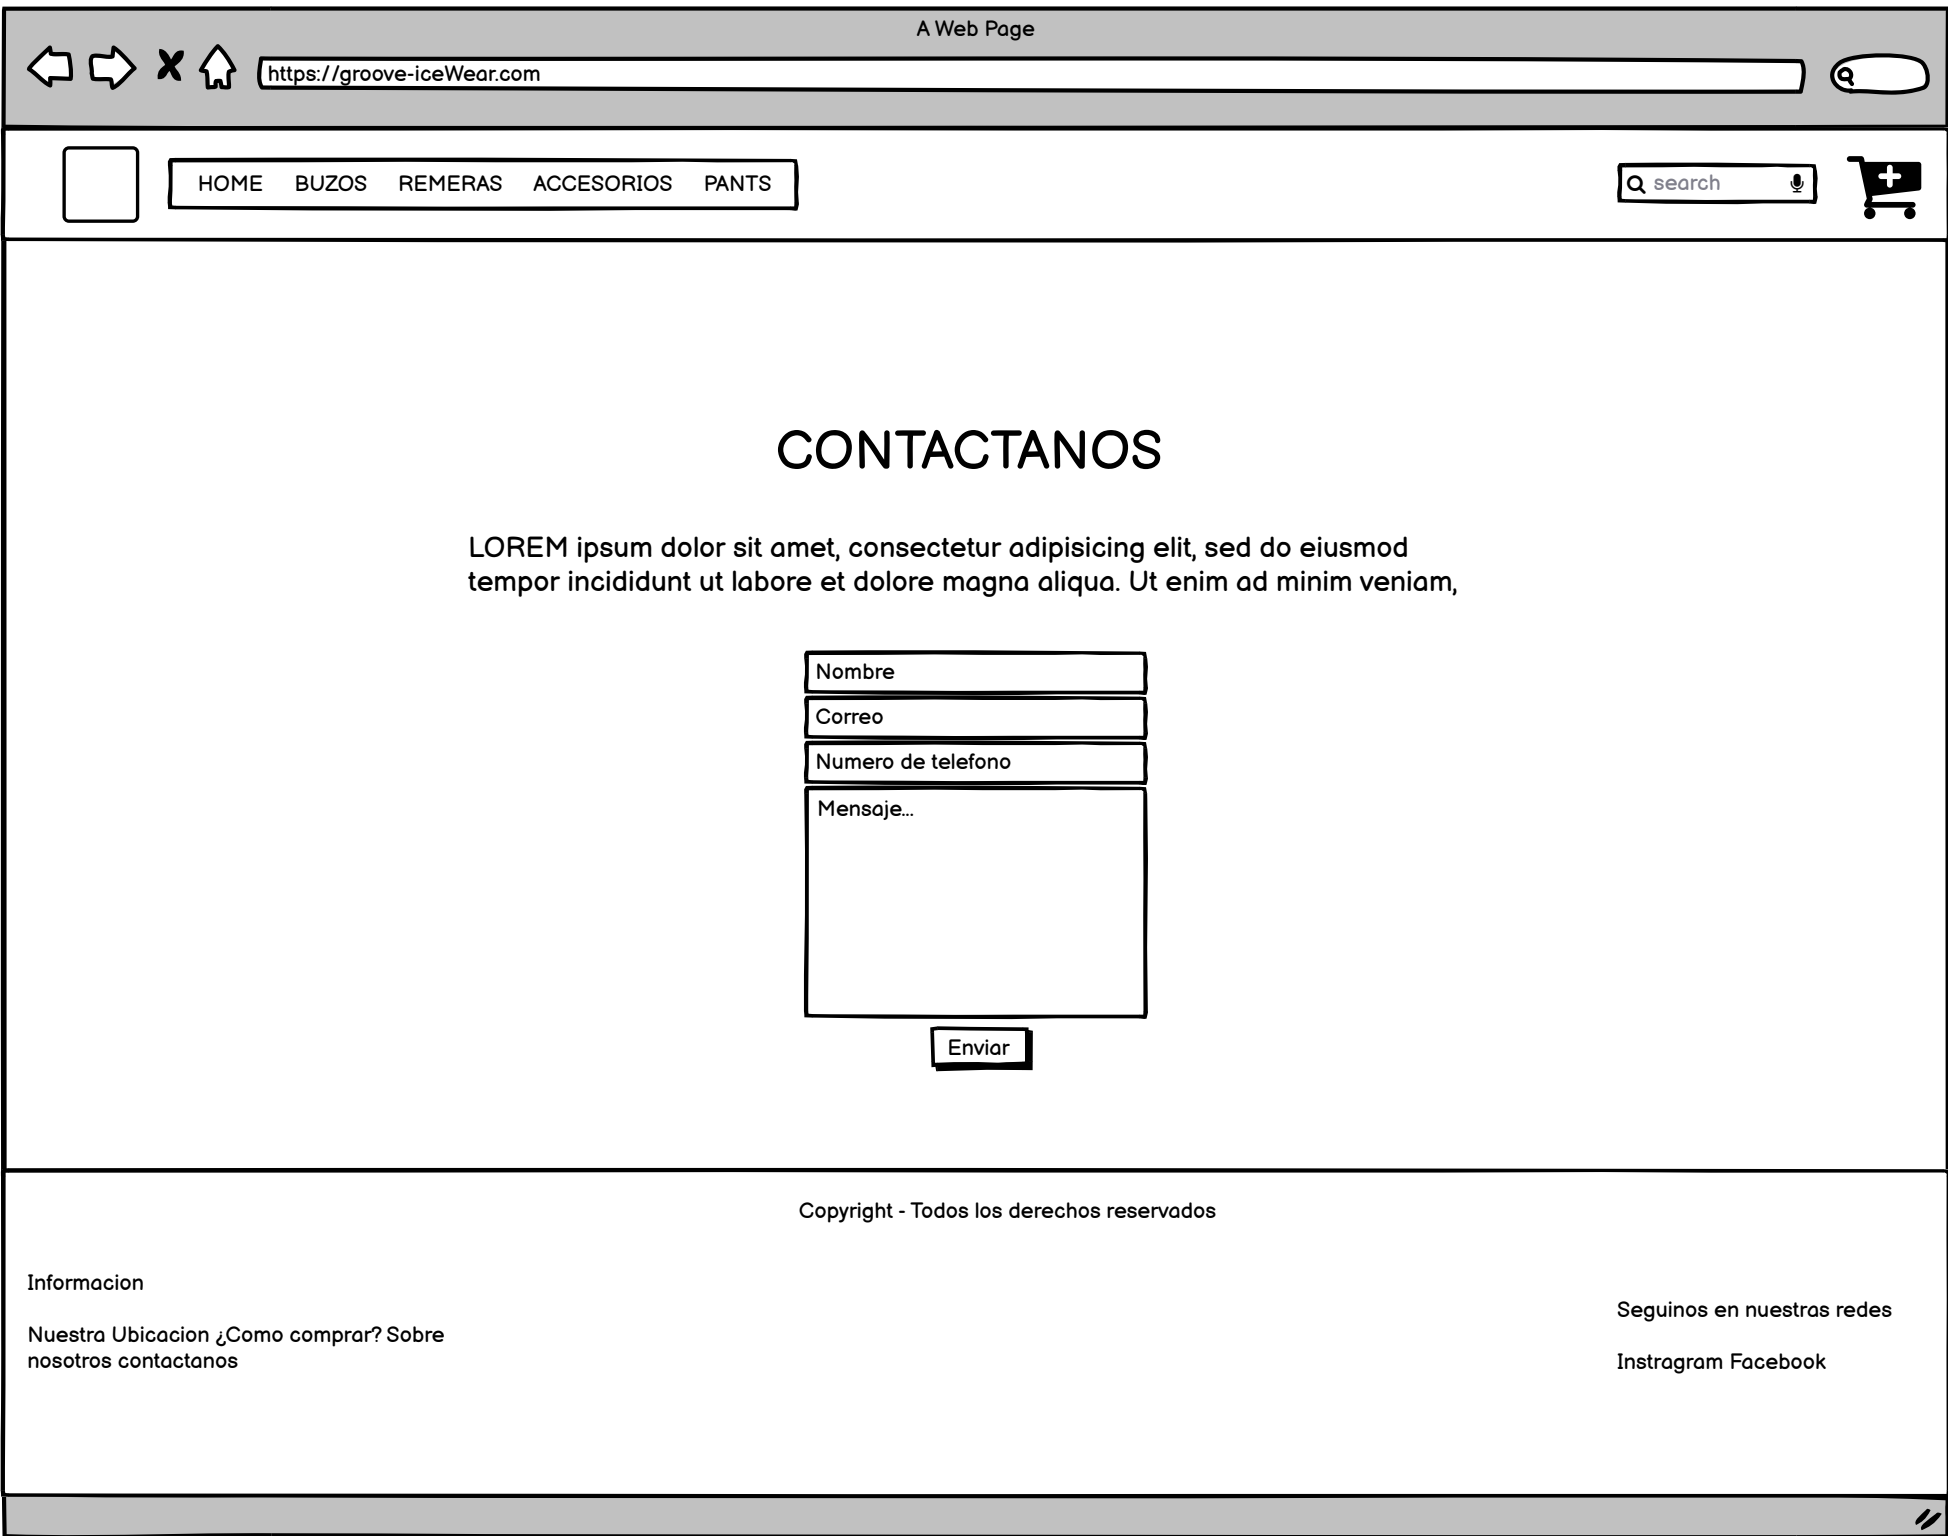 A Web Page
https://groove-iceWear.com
HOME BUZOS REMERAS ACCESORIOS PANTS
search
CONTACTANOS
LOREM ipsum dolor sit amet, consectetur adipisicing elit, sed do eiusmod
tempor incididunt ut labore et dolore magna aliqua. Ut enim ad minim veniam,
Nombre
Correo
Numero de telefono
Mensaje...
Enviar
Copyright - Todos los derechos reservados
Informacion
Nuestra Ubicacion ¿Como comprar? Sobre
nosotros contactanos
Seguinos en nuestras redes
Instragram Facebook